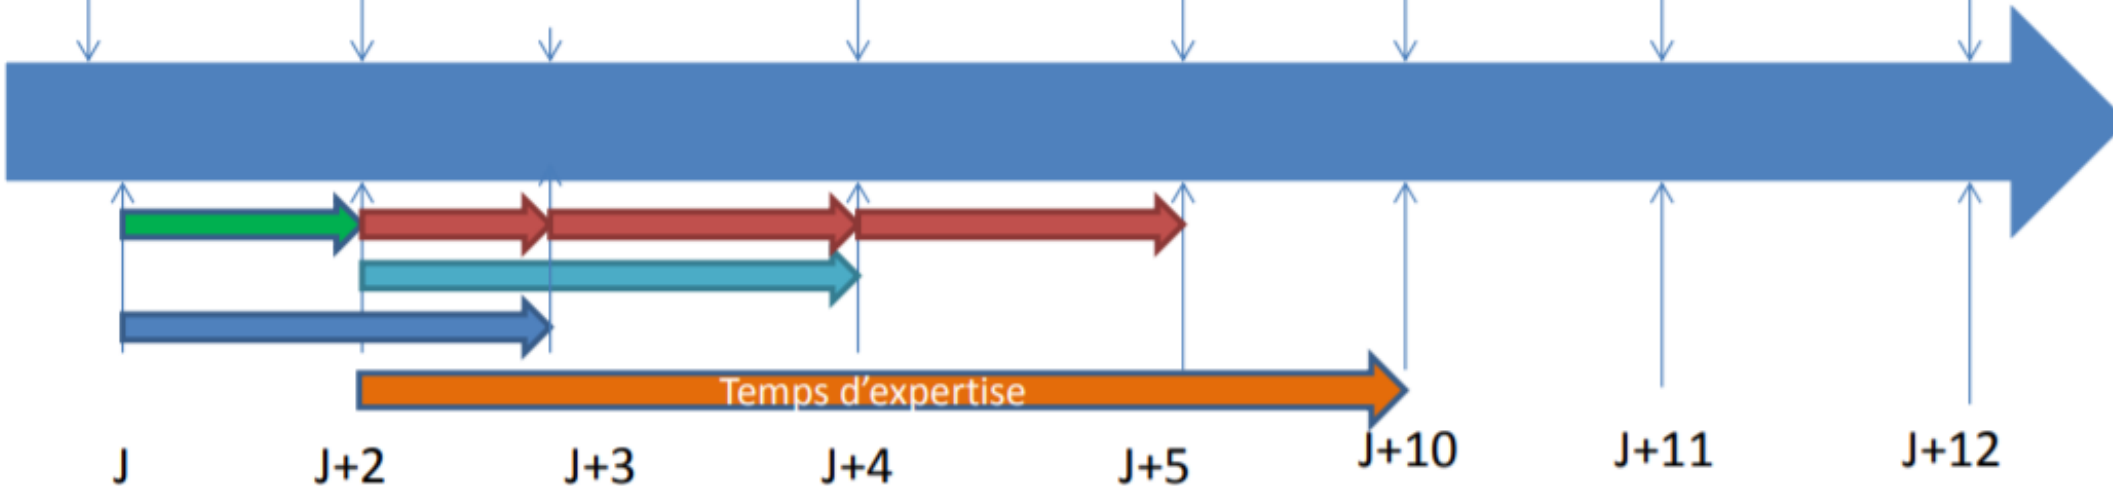 Temps d'expertise
J J+2 J+3 J+4 J+5 J+10 J+11 J+12